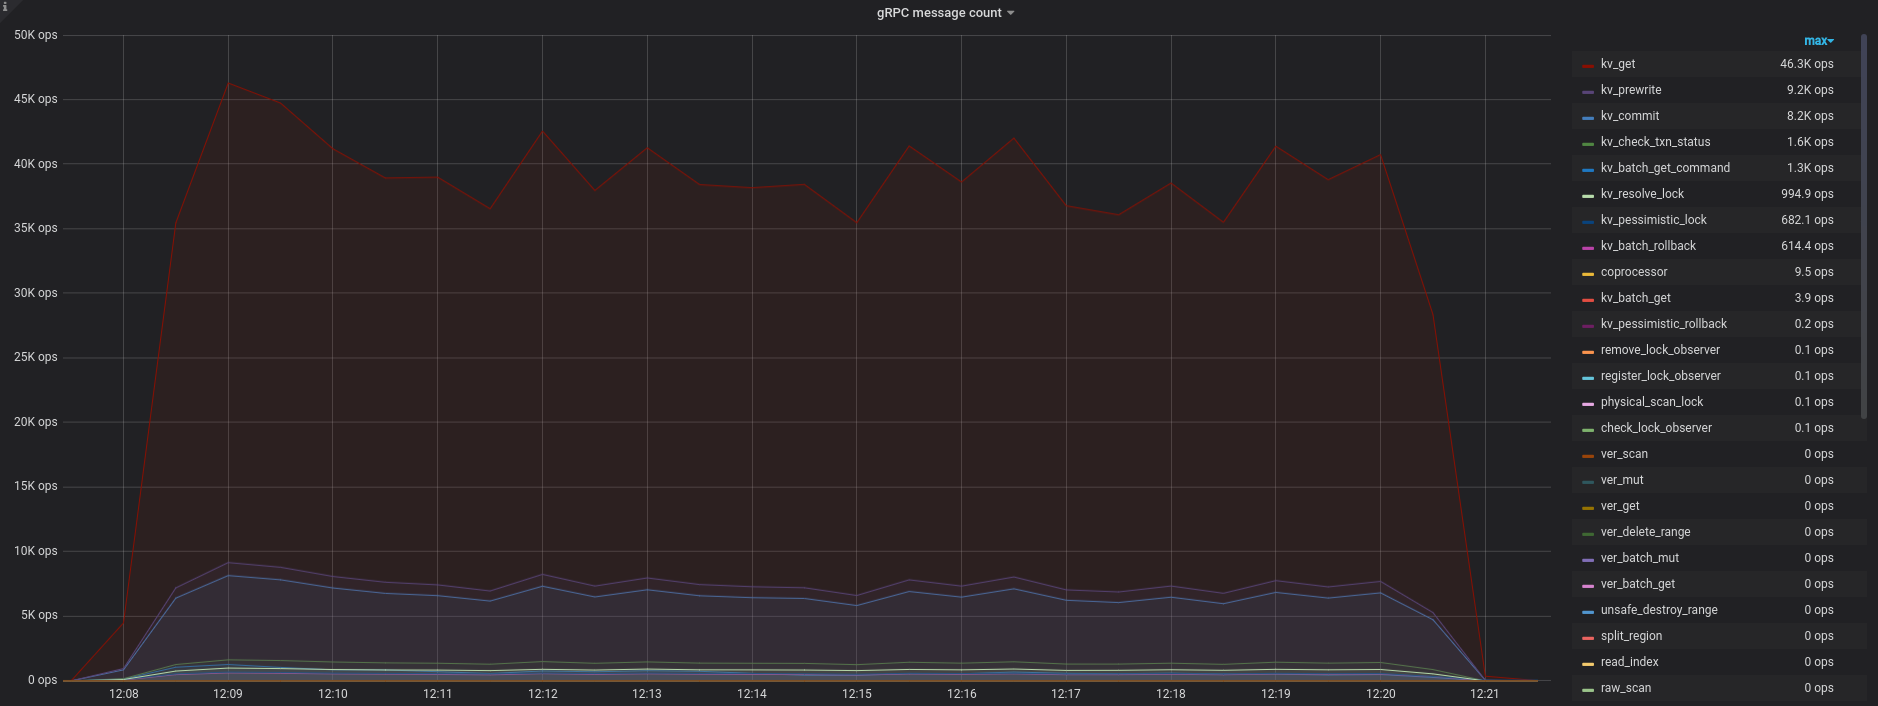 i
gRPC message count
50K ops
45K ops
40K ops
35K ops
30K ops
25K ops
20K ops
15K ops
10K ops
5K ops
0 ops
12:08 12:09 12:10 12:11 12:12 12:13 12:14 12:15 12:16 12:17 12:18 12:19 12:20 12:21
max
kv_get 46.3K ops
kv_prewrite 9.2K ops
kv_commit 8.2K ops
kv_check_txn_status 1.6K ops
kv_batch_get_command 1.3K ops
kv_resolve_lock 994.9 ops
kv_pessimistic_lock 682.1 ops
kv_batch_rollback 614.4 ops
coprocessor 9.5 ops
kv_batch_get 3.9 ops
kv_pessimistic_rollback 0.2 ops
remove_lock_observer 0.1 ops
register_lock_observer 0.1 ops
physical_scan_lock 0.1 ops
check_lock_observer 0.1 ops
ver_scan 0 ops
ver_mut 0 ops
ver_get 0 ops
ver_delete_range 0 ops
ver_batch_mut 0 ops
ver_batch_get 0 ops
unsafe_destroy_range 0 ops
split_region 0 ops
read_index 0 ops
raw_scan 0 ops